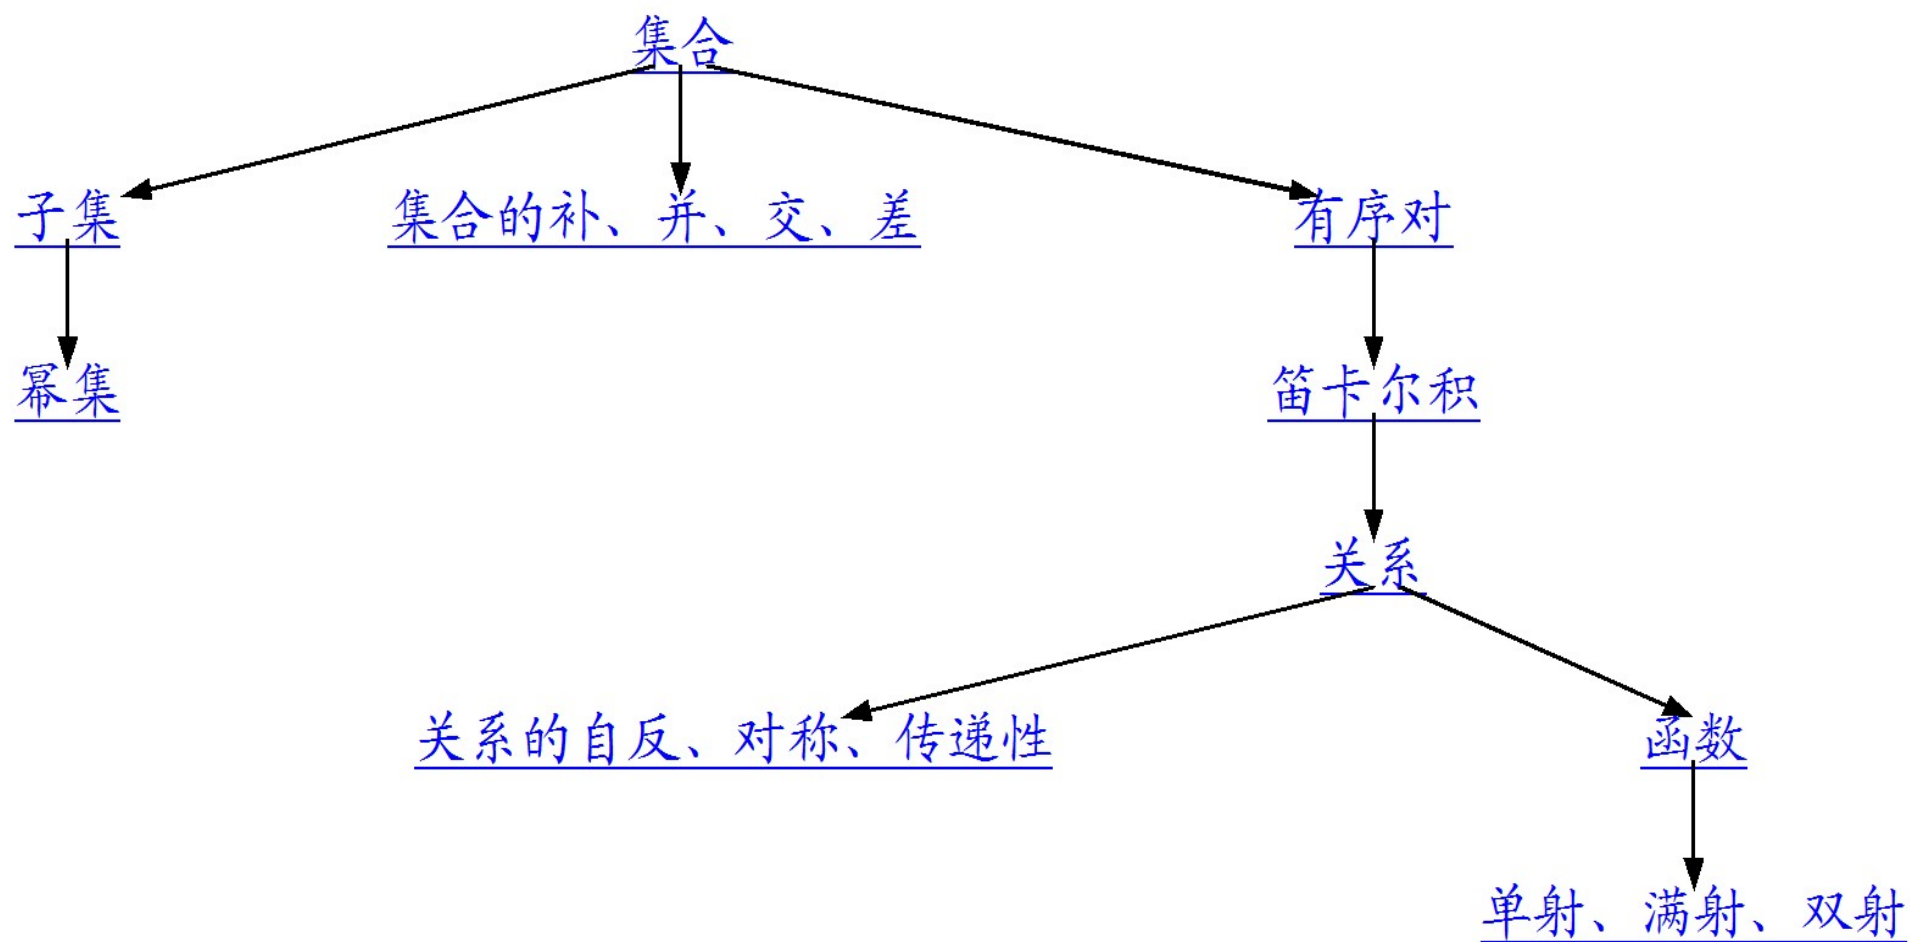 集合
子集
集合的补、并、交、差
有序对
幂集
笛卡尔积
关系
关系的自反、对称、传递性
函数
单射、满射、双射